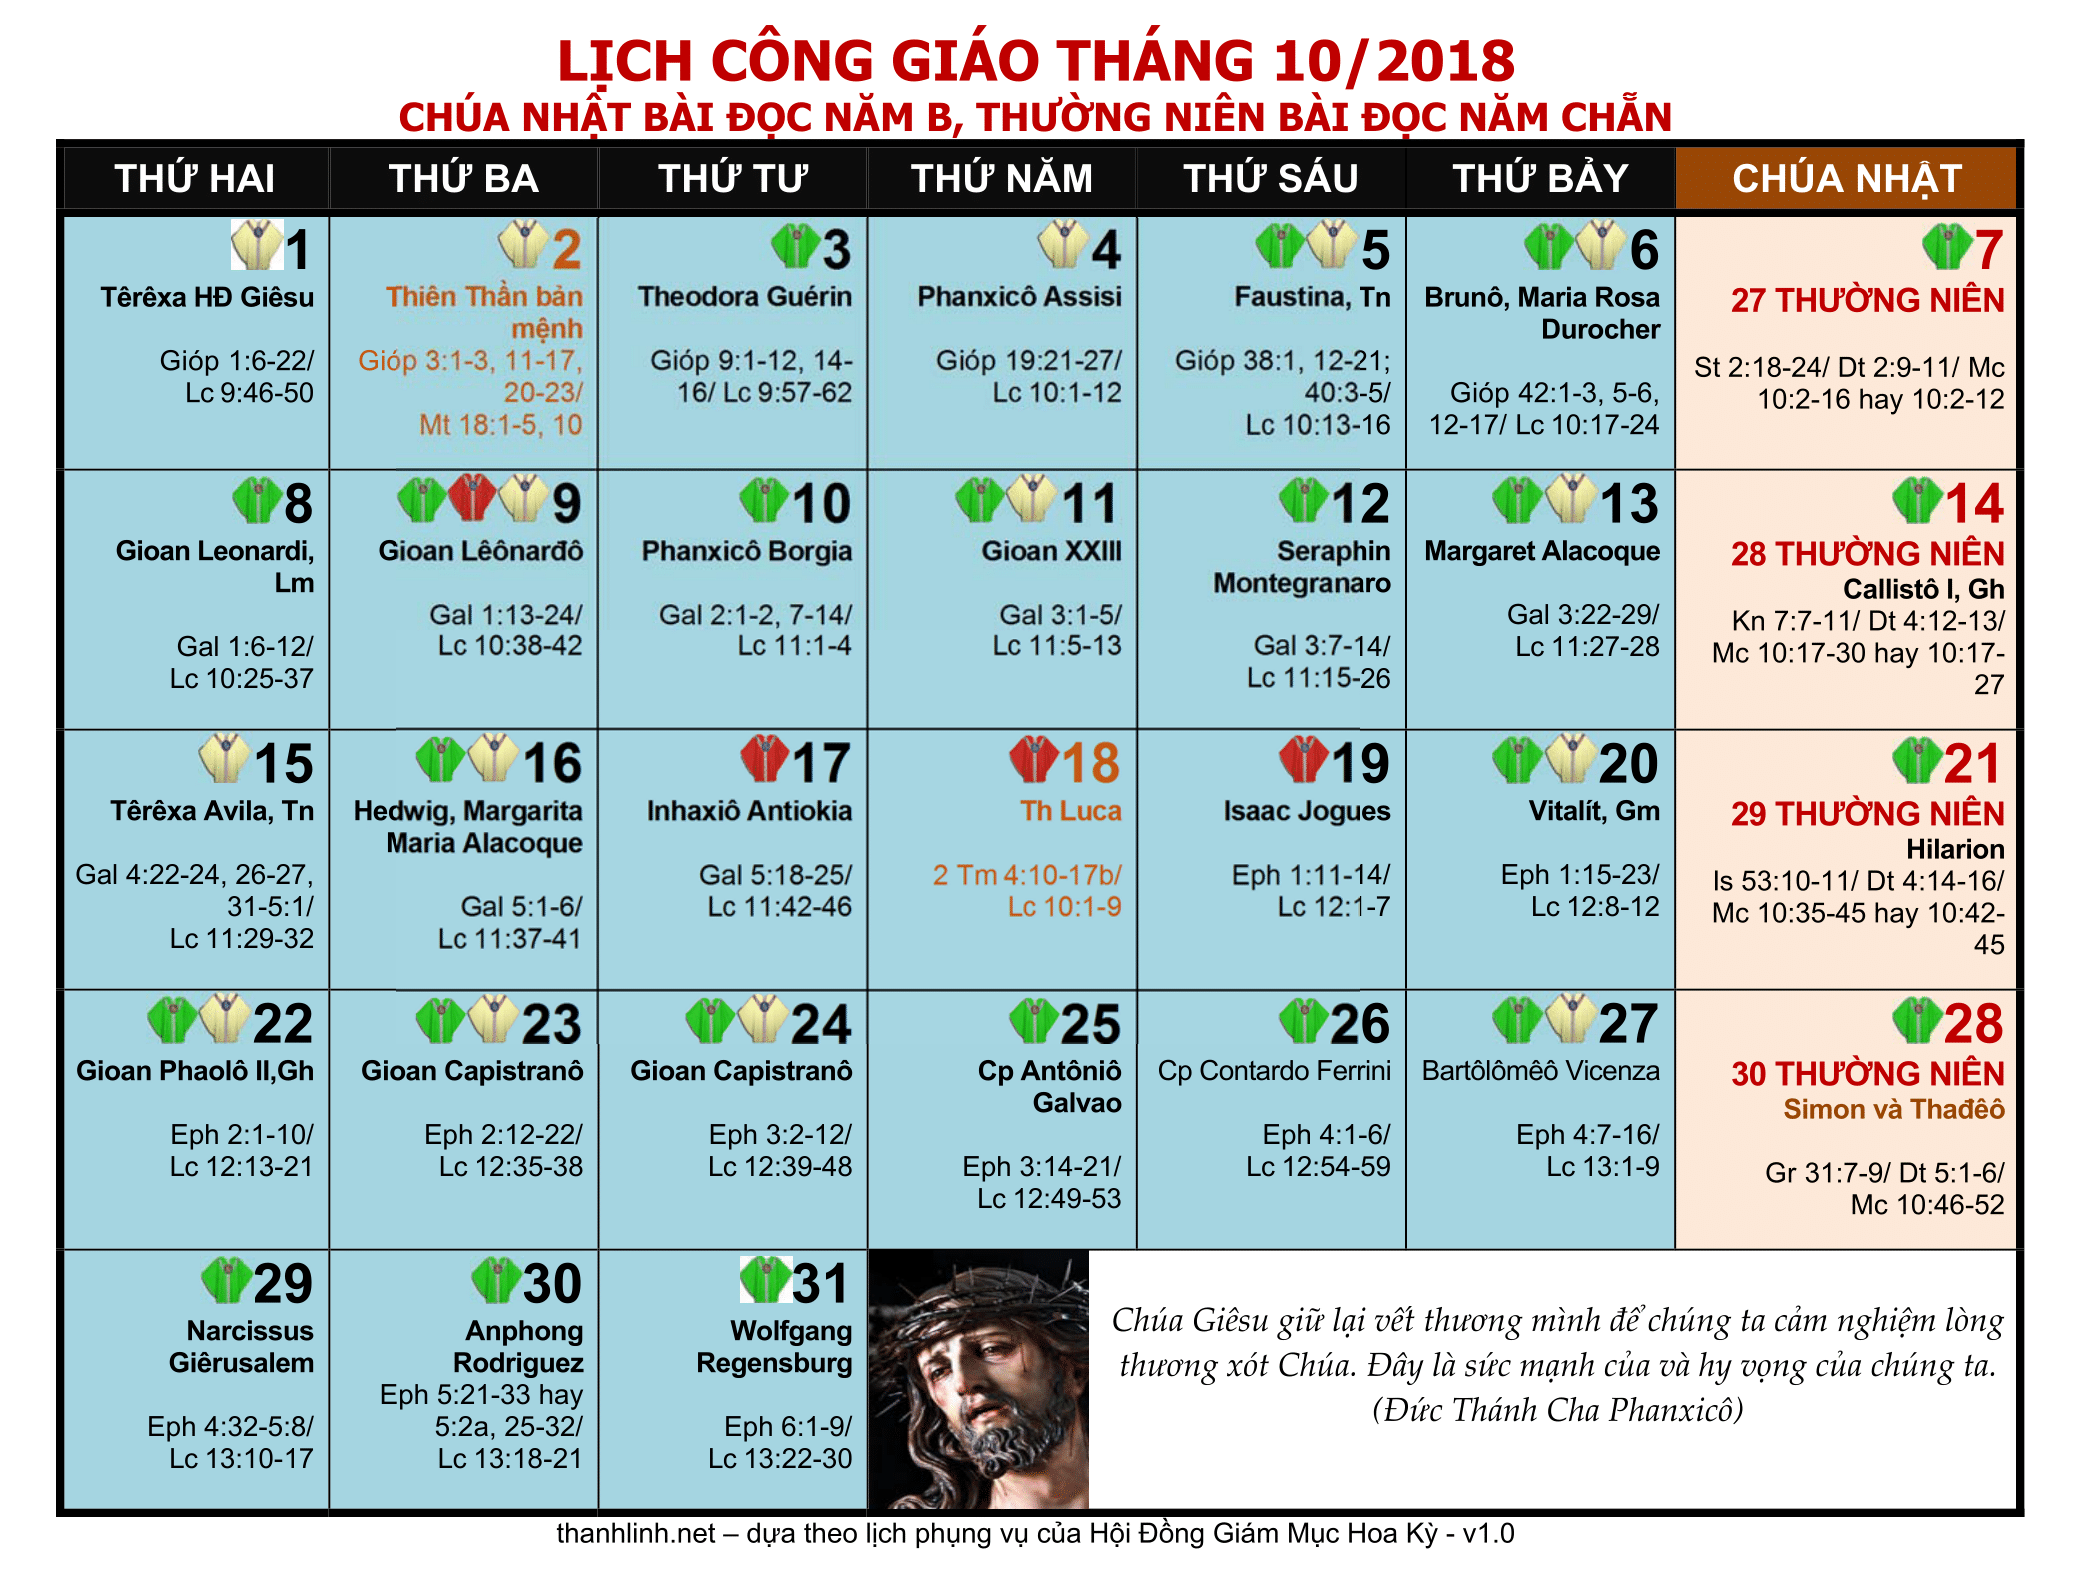 LỊCH CÔNG GIÁO THÁNG 10/2018
CHÚA NHẬT BÀI ĐỌC NĂM B, THƯỜNG NIÊN BÀI ĐỌC NĂM CHẴN
THỨ HAI THỨ BA THỨ TƯ THỨ NĂM THỨ SÁU THỨ BẢY CHÚA NHẬT
1
Têrêxa HĐ Giêsu
Gióp 1:6-22/
Lc 9:46-50
2
Thiên Thần bản
mệnh
Gióp 3:1-3, 11-17,
20-23/
Mt 18:1-5, 10
3
Theodora Guérin
Gióp 9:1-12, 14-
16/ Lc 9:57-62
4
Phanxicô Assisi
Gióp 19:21-27/
Lc 10:1-12
5
Faustina, Tn
Gióp 38:1, 12-21;
40:3-5/
Lc 10:13-16
6
Brunô, Maria Rosa
Durocher
Gióp 42:1-3, 5-6,
12-17/ Lc 10:17-24
7
27 THƯỜNG NIÊN
St 2:18-24/ Dt 2:9-11/ Mc
10:2-16 hay 10:2-12
8
Gioan Leonardi,
Lm
Gal 1:6-12/
Lc 10:25-37
9
Gioan Lêônarđô
Gal 1:13-24/
Lc 10:38-42
10
Phanxicô Borgia
Gal 2:1-2, 7-14/
Lc 11:1-4
11
Gioan XXIII
Gal 3:1-5/
Lc 11:5-13
12
Seraphin
Montegranaro
Gal 3:7-14/
Lc 11:15-26
13
Margaret Alacoque
Gal 3:22-29/
Lc 11:27-28
14
28 THƯỜNG NIÊN
Callistô I, Gh
Kn 7:7-11/ Dt 4:12-13/
Mc 10:17-30 hay 10:17-
27
15
Têrêxa Avila, Tn
Gal 4:22-24, 26-27,
31-5:1/
Lc 11:29-32
16
Hedwig, Margarita
Maria Alacoque
Gal 5:1-6/
Lc 11:37-41
17
Inhaxiô Antiokia
Gal 5:18-25/
Lc 11:42-46
18
Th Luca
2 Tm 4:10-17b/
Lc 10:1-9
19
Isaac Jogues
Eph 1:11-14/
Lc 12:1-7
20
Vitalít, Gm
Eph 1:15-23/
Lc 12:8-12
21
29 THƯỜNG NIÊN
Hilarion
Is 53:10-11/ Dt 4:14-16/
Mc 10:35-45 hay 10:42-
45
22
Gioan Phaolô II,Gh
Eph 2:1-10/
Lc 12:13-21
23
Gioan Capistranô
Eph 2:12-22/
Lc 12:35-38
24
Gioan Capistranô
Eph 3:2-12/
Lc 12:39-48
25
Cp Antôniô
Galvao
Eph 3:14-21/
Lc 12:49-53
26
Cp Contardo Ferrini
Eph 4:1-6/
Lc 12:54-59
27
Bartôlômêô Vicenza
Eph 4:7-16/
Lc 13:1-9
28
30 THƯỜNG NIÊN
Simon và Thađêô
Gr 31:7-9/ Dt 5:1-6/
Mc 10:46-52
29
Narcissus
Giêrusalem
Eph 4:32-5:8/
Lc 13:10-17
30
Anphong
Rodriguez
Eph 5:21-33 hay
5:2a, 25-32/
Lc 13:18-21
31
Wolfgang
Regensburg
Eph 6:1-9/
Lc 13:22-30
Chúa Giêsu giữ lại vết thương mình để chúng ta cảm nghiệm lòng
thương xót Chúa. Đây là sức mạnh của và hy vọng của chúng ta.
(Đức Thánh Cha Phanxicô)
thanhlinh.net – dựa theo lịch phụng vụ của Hội Đồng Giám Mục Hoa Kỳ - v1.0